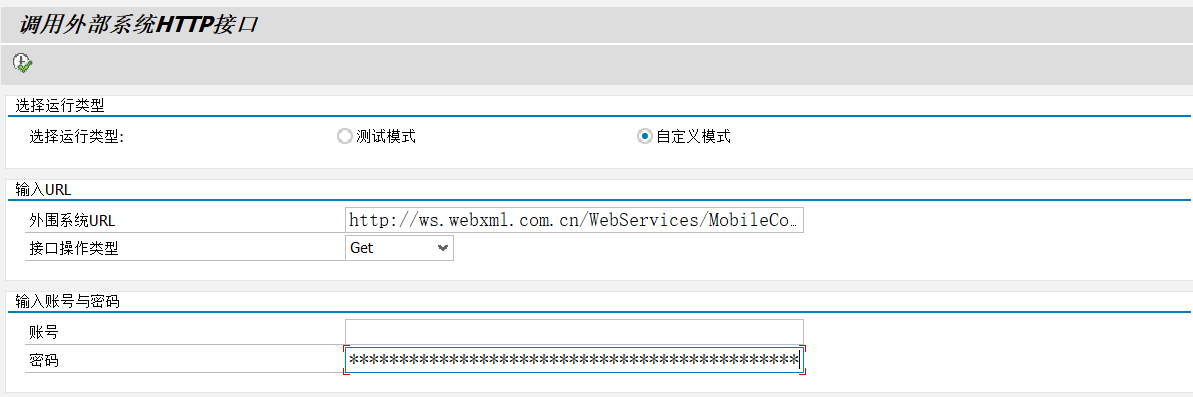 调用外部系统HTTP接口
选择运行类型
选择运行类型: 测试模式 自定义模式
输入URL
外围系统URL http://ws.webxml.com.cn/WebServices/MobileCo…
接口操作类型 Get
输入账号与密码
账号
密码 *********************************************